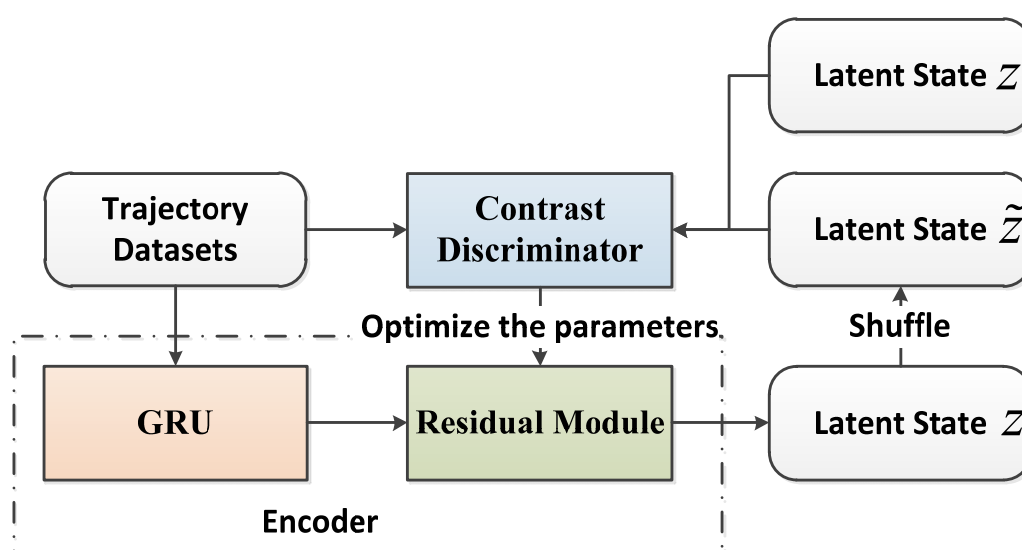 Latent State z
Trajectory
Datasets
Contrast
Discriminator
Latent State z̃
Optimize the parameters
Shuffle
GRU
Residual Module
Latent State z
Encoder